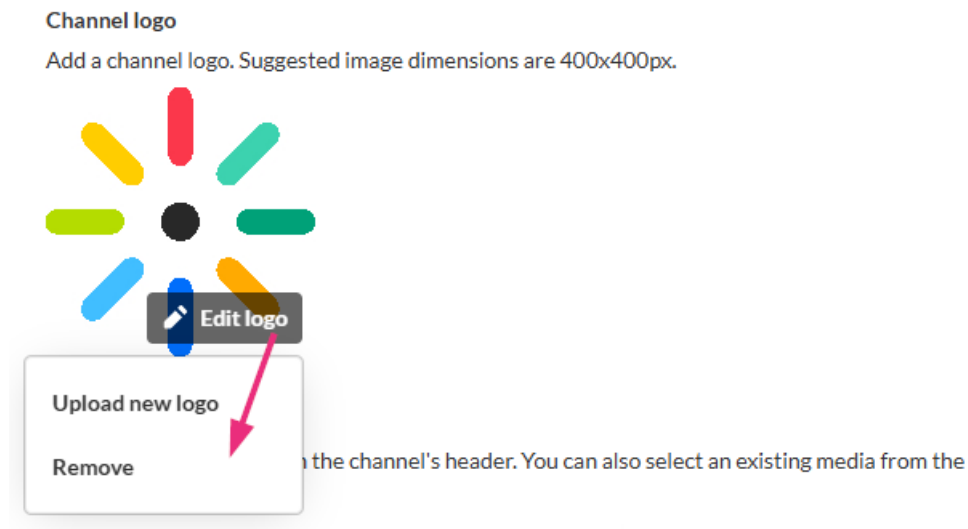 Channel logo
Add a channel logo. Suggested image dimensions are 400x400px.
Edit logo
Upload new logo
Remove
the channel's header. You can also select an existing media from the